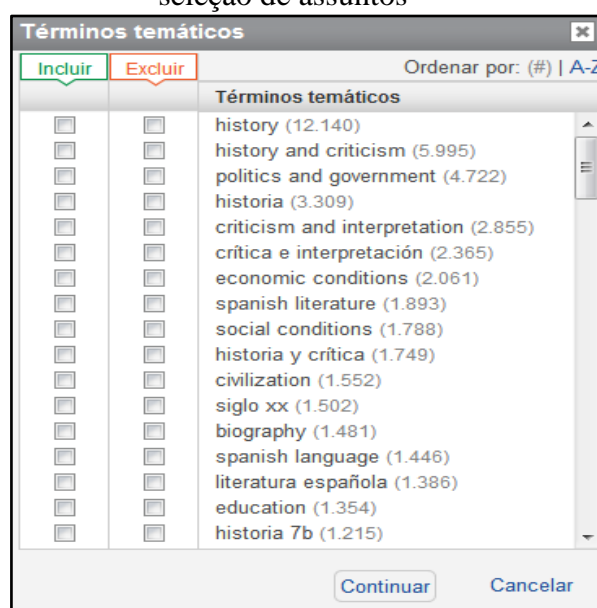 seleção de assuntos
Términos temáticos
Incluir Excluir Ordenar por: (#) | A-Z
Términos temáticos
history (12.140)
history and criticism (5.995)
politics and government (4.722)
historia (3.309)
criticism and interpretation (2.855)
crítica e interpretación (2.365)
economic conditions (2.061)
spanish literature (1.893)
social conditions (1.788)
historia y crítica (1.749)
civilization (1.552)
siglo xx (1.502)
biography (1.481)
spanish language (1.446)
literatura española (1.386)
education (1.354)
historia 7b (1.215)
Continuar Cancelar